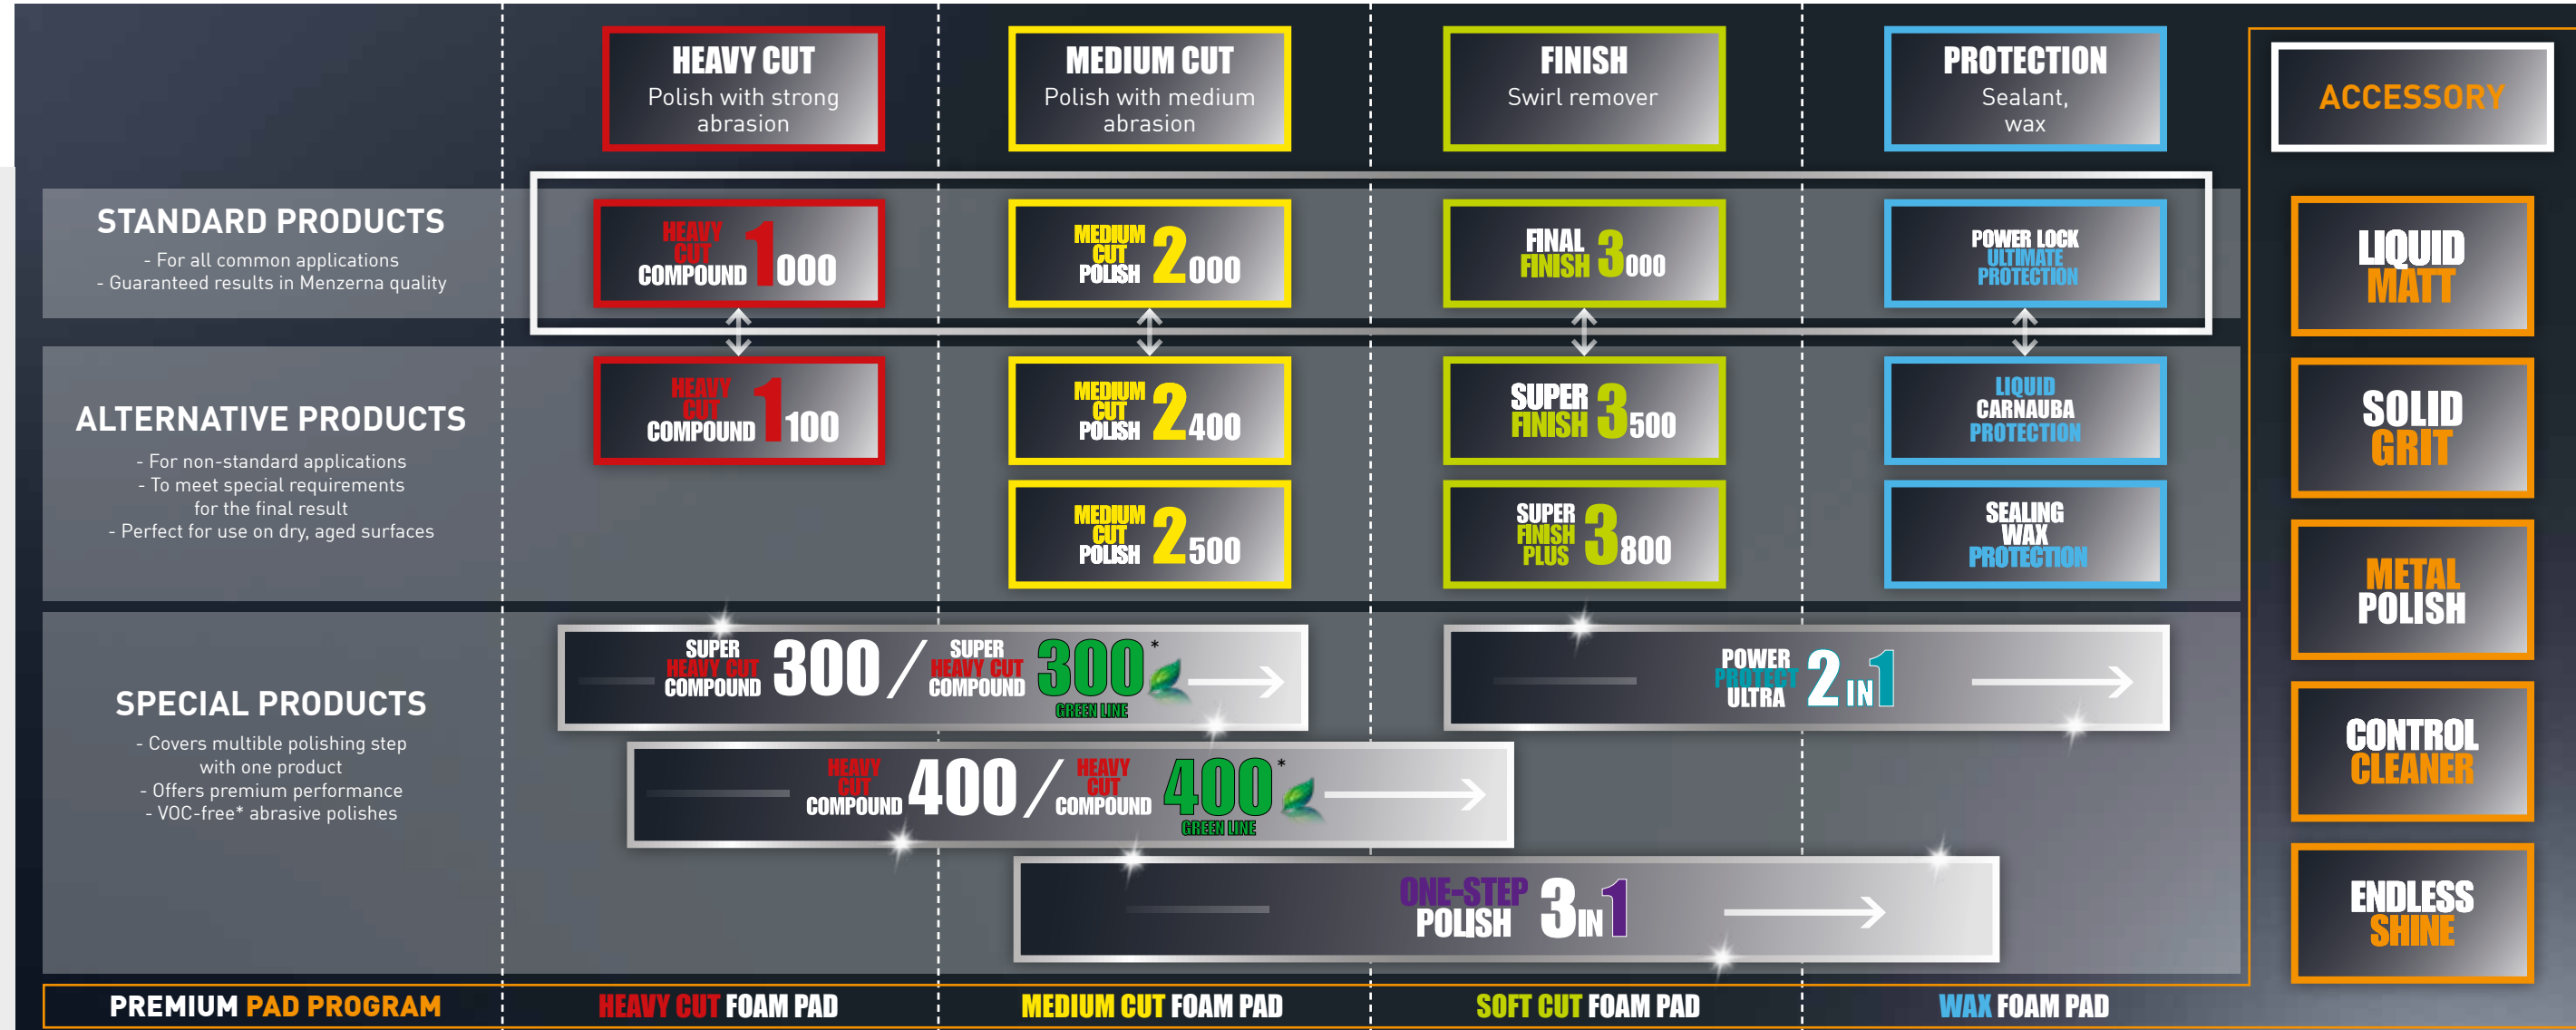 HEAVY CUT
Polish with strong
abrasion
MEDIUM CUT
Polish with medium
abrasion
FINISH
Swirl remover
PROTECTION
Sealant,
wax
ACCESSORY
STANDARD PRODUCTS
- For all common applications
- Guaranteed results in Menzerna quality
HEAVY
CUT
COMPOUND 1000
MEDIUM
CUT
POLISH 2000
FINAL
FINISH 3000
POWER LOCK
ULTIMATE
PROTECTION
ALTERNATIVE PRODUCTS
- For non-standard applications
- To meet special requirements
for the final result
- Perfect for use on dry, aged surfaces
HEAVY
CUT
COMPOUND 1100
MEDIUM
CUT
POLISH 2400
SUPER
FINISH 3500
LIQUID
CARNAUBA
PROTECTION
MEDIUM
CUT
POLISH 2500
SUPER
FINISH
PLUS 3800
SEALING
WAX
PROTECTION
SPECIAL PRODUCTS
- Covers multible polishing step
with one product
- Offers premium performance
- VOC-free* abrasive polishes
SUPER
HEAVY CUT
COMPOUND 300 /
SUPER
HEAVY CUT
COMPOUND 300*
GREEN LINE
POWER
PROTECT
ULTRA 2 IN 1
HEAVY
CUT
COMPOUND 400 /
HEAVY
CUT
COMPOUND 400*
GREEN LINE
ONE-STEP
POLISH 3 IN 1
LIQUID
MATT
SOLID
GRIT
METAL
POLISH
CONTROL
CLEANER
ENDLESS
SHINE
PREMIUM PAD PROGRAM
HEAVY CUT FOAM PAD
MEDIUM CUT FOAM PAD
SOFT CUT FOAM PAD
WAX FOAM PAD